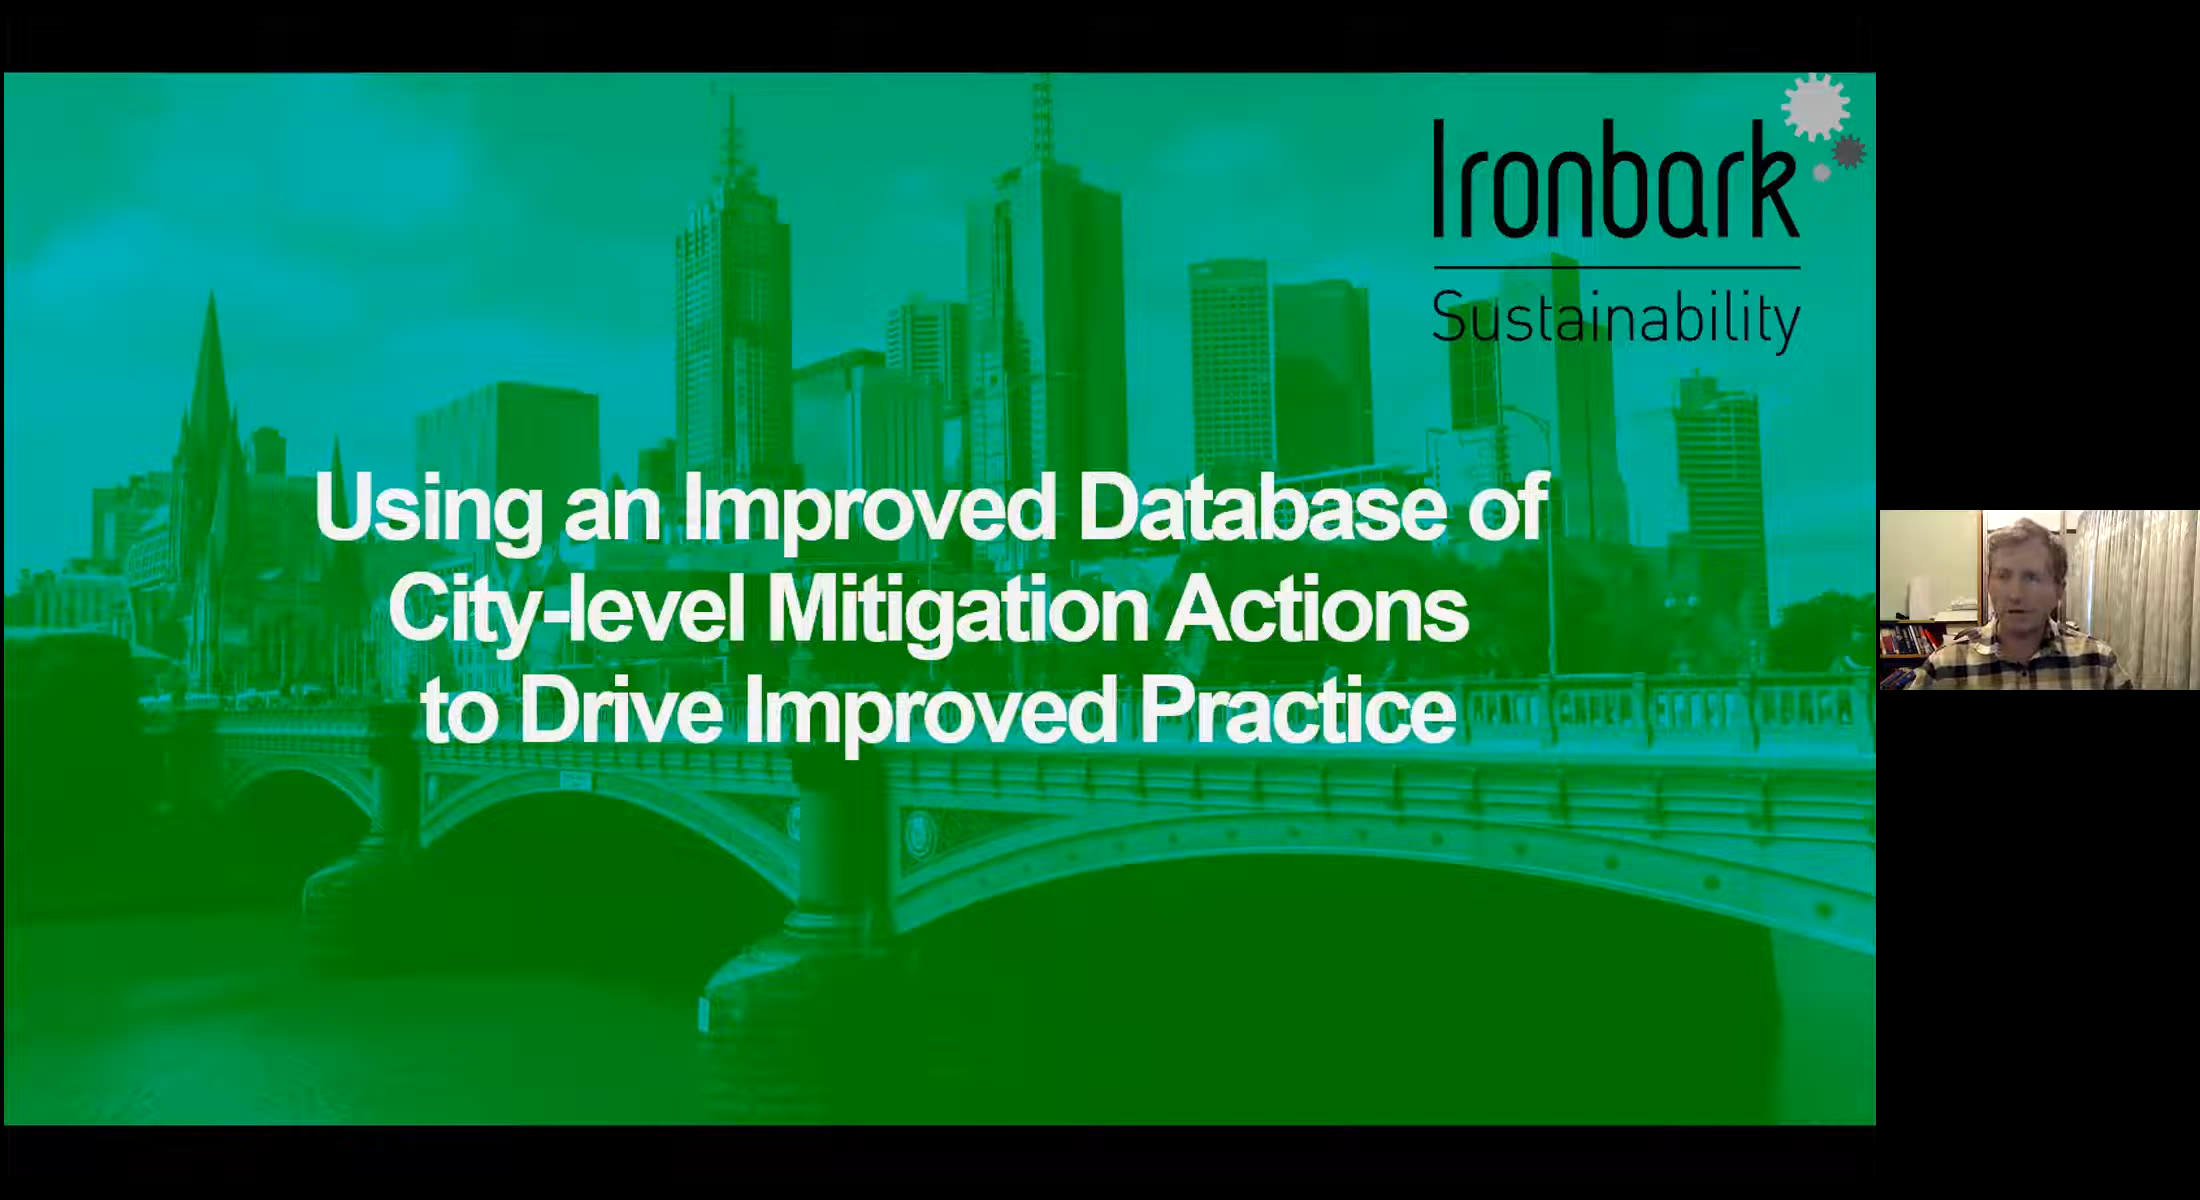 Ironbark
Sustainability
Using an Improved Database of
City-level Mitigation Actions
to Drive Improved Practice